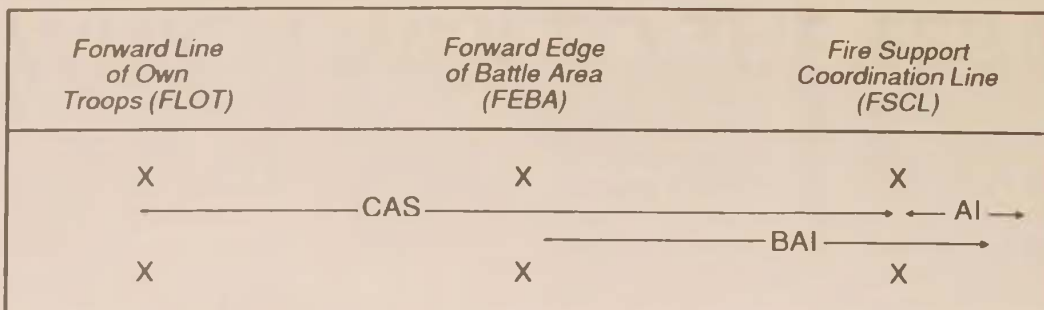 Forward Line
of Own
Troops (FLOT)
Forward Edge
of Battle Area
(FEBA)
Fire Support
Coordination Line
(FSCL)
X X X
CAS AI
BAI
X X X